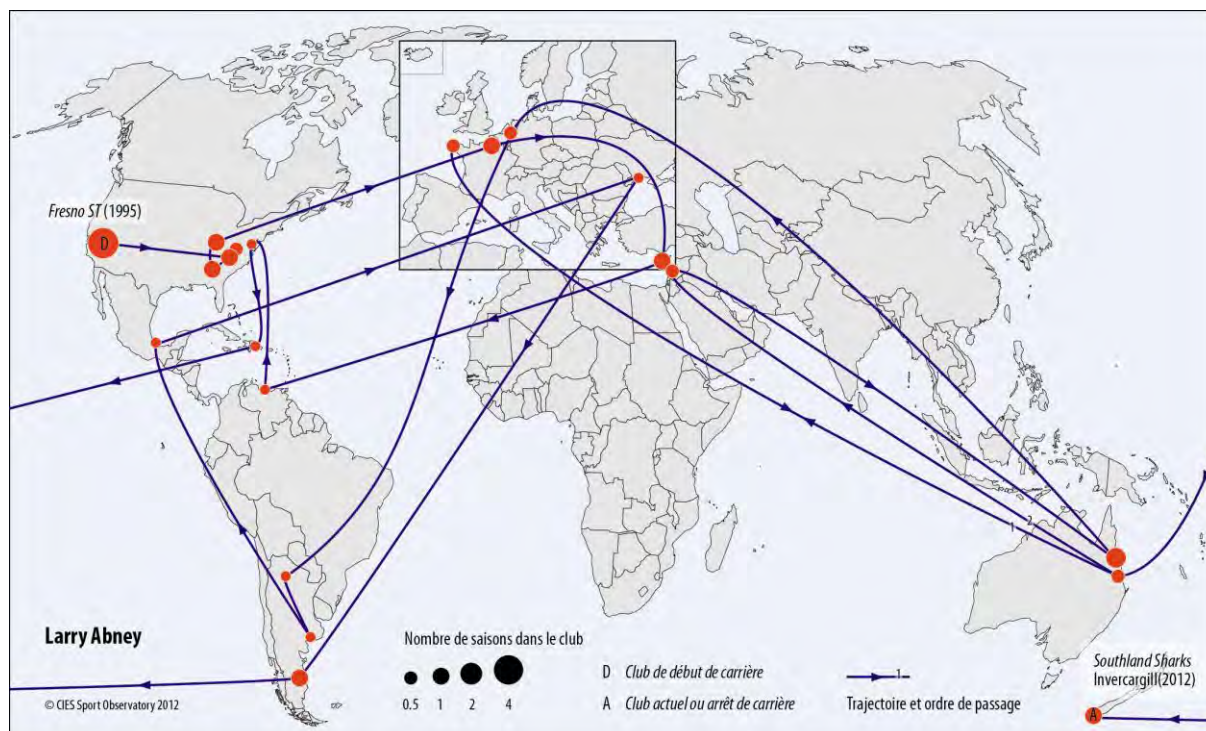 Fresno ST (1995)
D
1
2
Larry Abney
© CIES Sport Observatory 2012
Nombre de saisons dans le club
0.5 1 2 4
D Club de début de carrière
A Club actuel ou arrêt de carrière
1
Trajectoire et ordre de passage
Southland Sharks
Invercargill(2012)
A